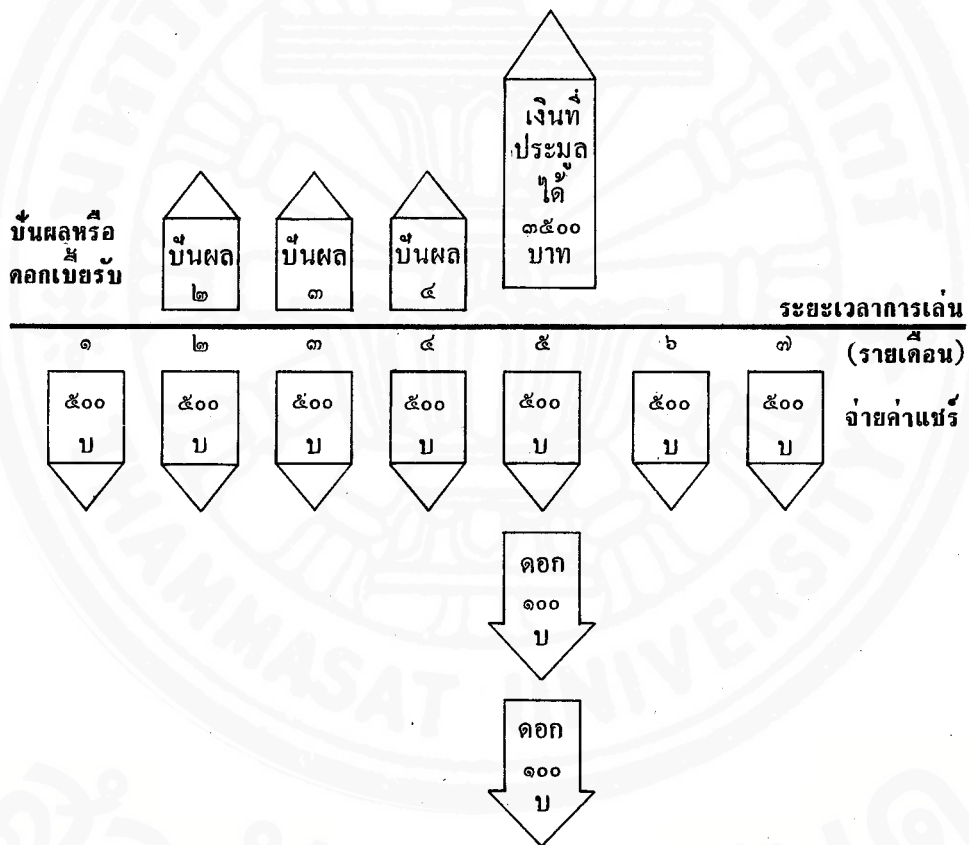 เงินที่
ประมูล
ได้
๓๕๐๐
บาท
ปันผลหรือ
ดอกเบี้ยรับ
ปันผล
๒
ปันผล
๓
ปันผล
๔
ระยะเวลาการเล่น
๑ ๒ ๓ ๔ ๕ ๖ ๗ (รายเดือน)
๕๐๐ ๕๐๐ ๕๐๐ ๕๐๐ ๕๐๐ ๕๐๐ ๕๐๐
บ บ บ บ บ บ บ
จ่ายค่าแชร์
ดอก
๑๐๐
บ
ดอก
๑๐๐
บ
THAMMASAT UNIVERSITY